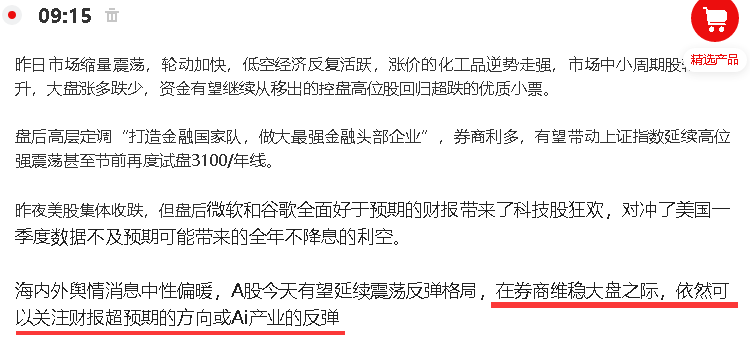 09:15
精选产品
昨日市场缩量震荡，轮动加快，低空经济反复活跃，涨价的化工品逆势走强，市场中小周期股
升，大盘涨多跌少，资金有望继续从移出的控盘高位股回归超跌的优质小票。
盘后高层定调“打造金融国家队，做大最强金融头部企业”，券商利多，有望带动上证指数延续高位
强震荡甚至节前再度试盘3100/年线。
昨夜美股集体收跌，但盘后微软和谷歌全面好于预期的财报带来了科技股狂欢，对冲了美国一
季度数据不及预期可能带来的全年不降息的利空。
海内外舆情消息中性偏暖，A股今天有望延续震荡反弹格局，在券商维稳大盘之际，依然可
以关注财报超预期的方向或Ai产业的反弹